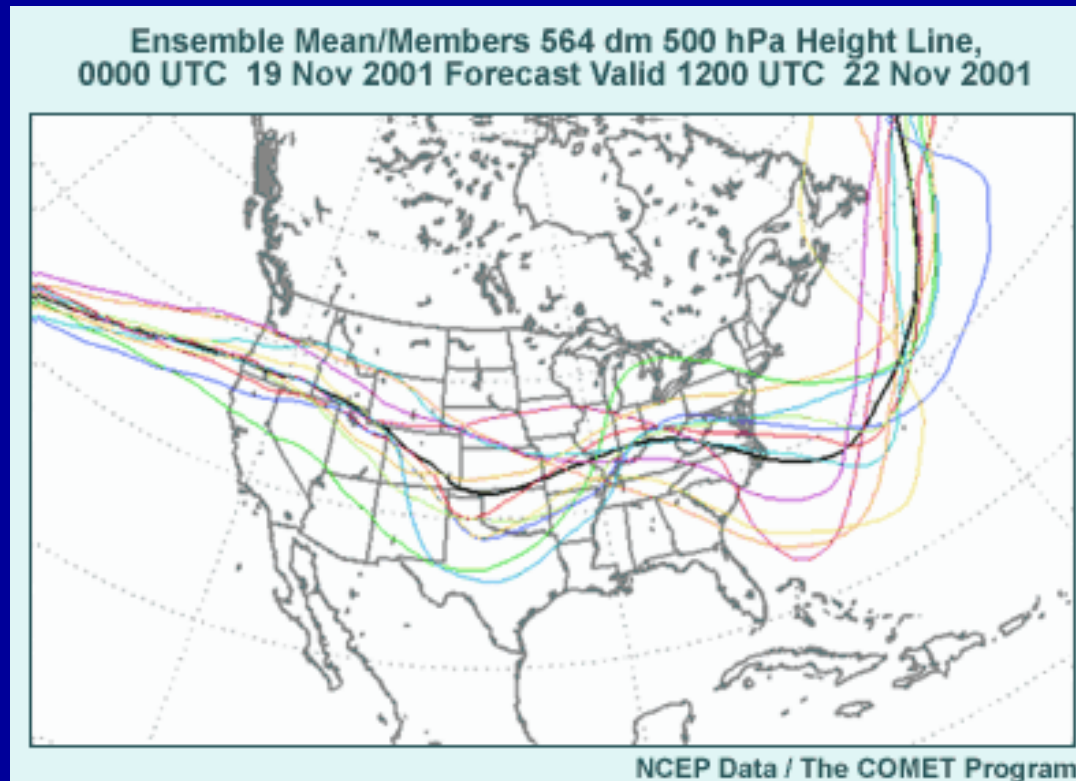 Ensemble Mean/Members 564 dm 500 hPa Height Line,
0000 UTC 19 Nov 2001 Forecast Valid 1200 UTC 22 Nov 2001
NCEP Data / The COMET Program